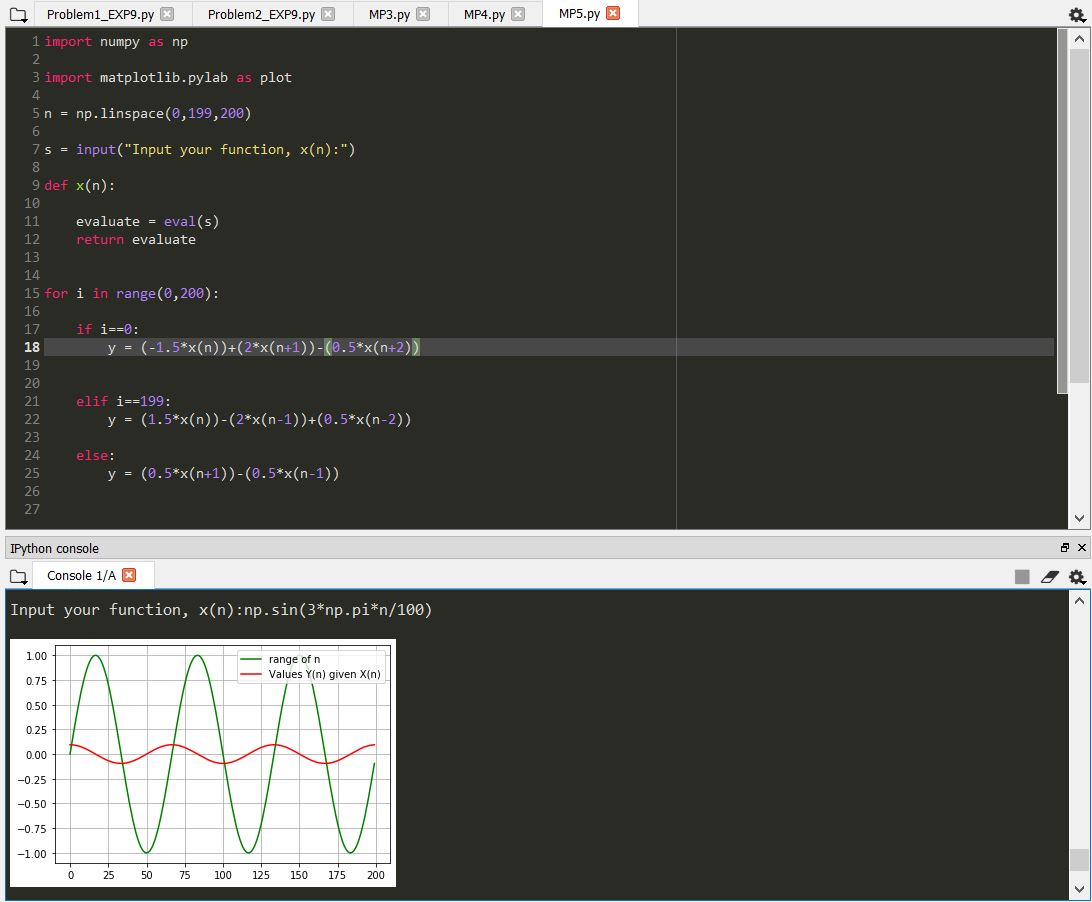 Problem1_EXP9.py Problem2_EXP9.py MP3.py MP4.py MP5.py
1 import numpy as np
2
3 import matplotlib.pylab as plot
4
5 n = np.linspace(0,199,200)
6
7 s = input("Input your function, x(n):")
8
9 def x(n):
10
11     evaluate = eval(s)
12     return evaluate
13
14
15 for i in range(0,200):
16
17     if i==0:
18         y = (-1.5*x(n))+(2*x(n+1))-(0.5*x(n+2))
19
20
21     elif i==199:
22         y = (1.5*x(n))-(2*x(n-1))+(0.5*x(n-2))
23
24     else:
25         y = (0.5*x(n+1))-(0.5*x(n-1))
26
27
IPython console
Console 1/A
Input your function, x(n):np.sin(3*np.pi*n/100)
range of n
Values Y(n) given X(n)
1.00
0.75
0.50
0.25
0.00
−0.25
−0.50
−0.75
−1.00
0 25 50 75 100 125 150 175 200